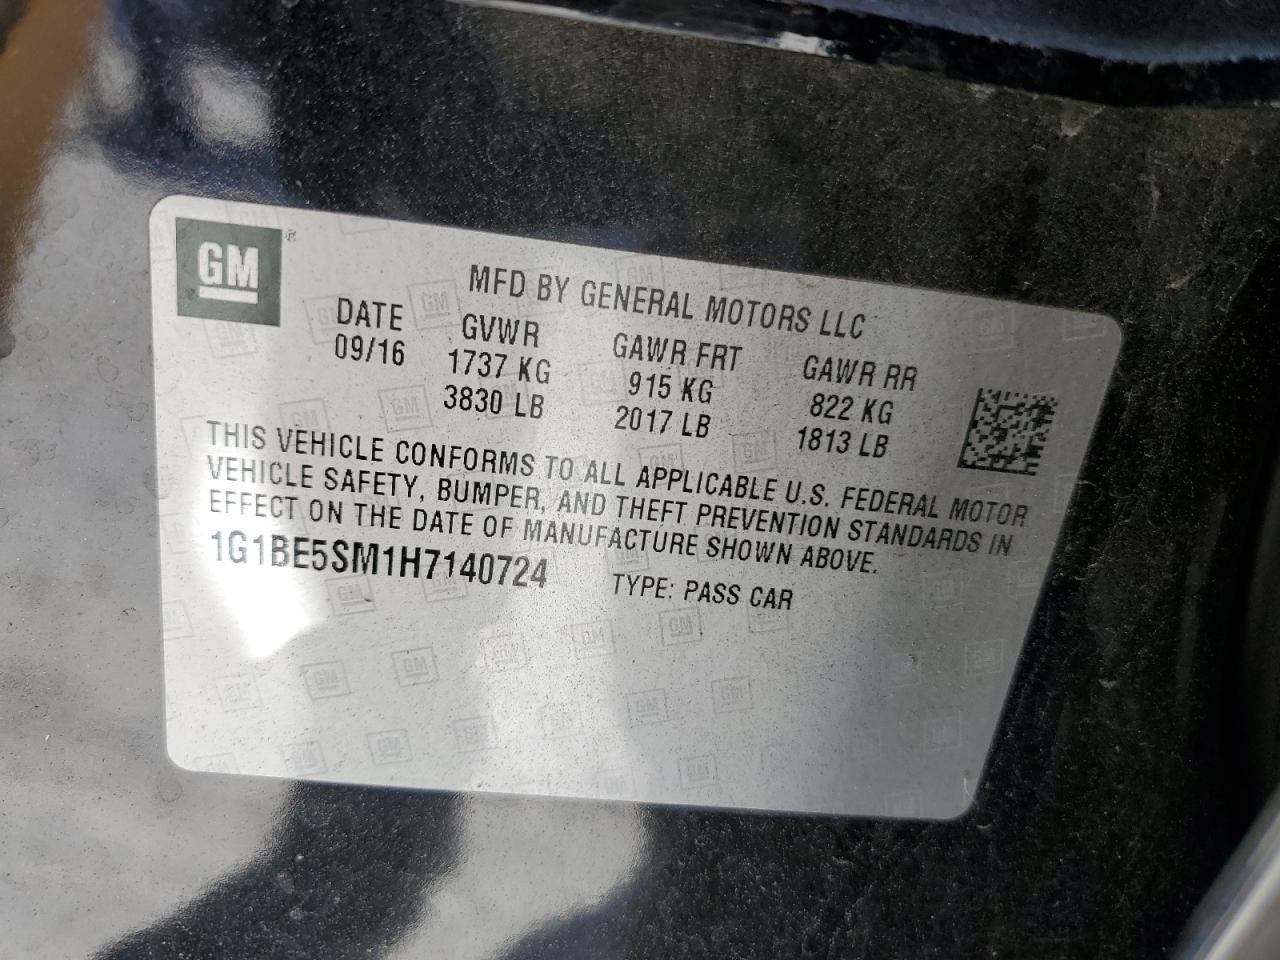 GM
MFD BY GENERAL MOTORS LLC
DATE GVWR GAWR FRT GAWR RR
09/16 1737 KG 915 KG 822 KG
3830 LB 2017 LB 1813 LB
THIS VEHICLE CONFORMS TO ALL APPLICABLE U.S. FEDERAL MOTOR
VEHICLE SAFETY, BUMPER, AND THEFT PREVENTION STANDARDS IN
EFFECT ON THE DATE OF MANUFACTURE SHOWN ABOVE.
1G1BE5SM1H7140724 TYPE: PASS CAR